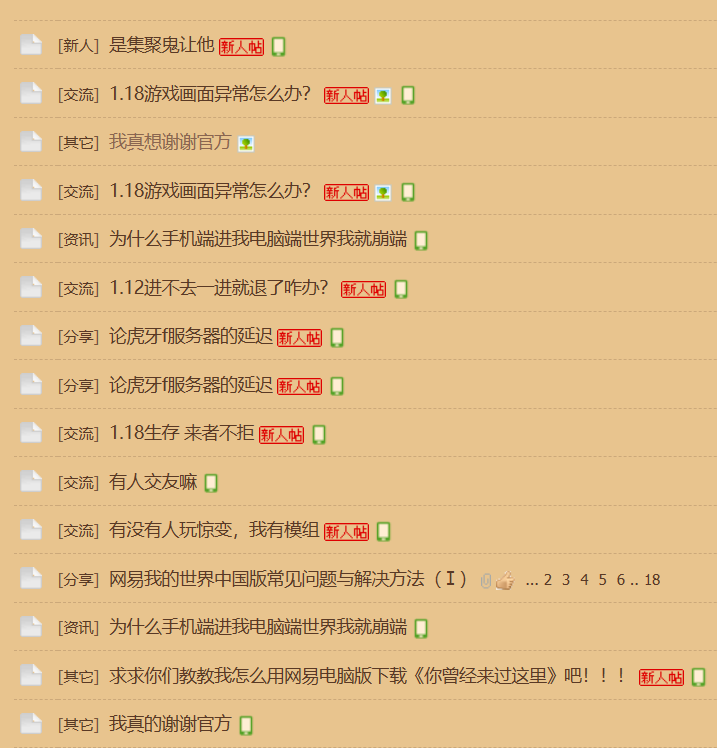 [新人] 是集聚鬼让他 新人帖
[交流] 1.18游戏画面异常怎么办? 新人帖
[其它] 我真想谢谢官方
[交流] 1.18游戏画面异常怎么办? 新人帖
[资讯] 为什么手机端进我电脑端世界我就崩端
[交流] 1.12进不去一进就退了咋办? 新人帖
[分享] 论虎牙f服务器的延迟 新人帖
[分享] 论虎牙f服务器的延迟 新人帖
[交流] 1.18生存 来者不拒 新人帖
[交流] 有人交友嘛
[交流] 有没有人玩惊变，我有模组 新人帖
[分享] 网易我的世界中国版常见问题与解决方法（Ⅰ） ... 2 3 4 5 6 .. 18
[资讯] 为什么手机端进我电脑端世界我就崩端
[其它] 求求你们教教我怎么用网易电脑版下载《你曾经来过这里》吧！！！ 新人帖
[其它] 我真的谢谢官方